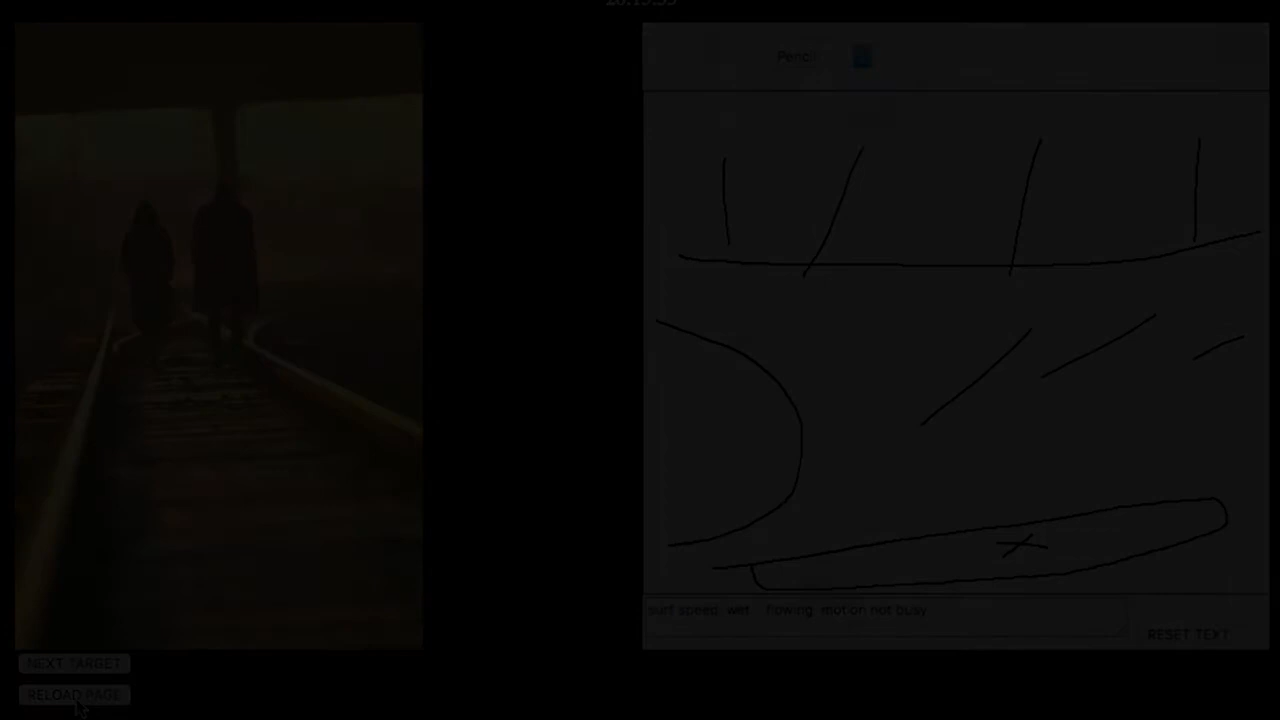 Pencil
surf speed wet flowing motion not busy
RESET TEXT
NEXT TARGET
RELOAD PAGE